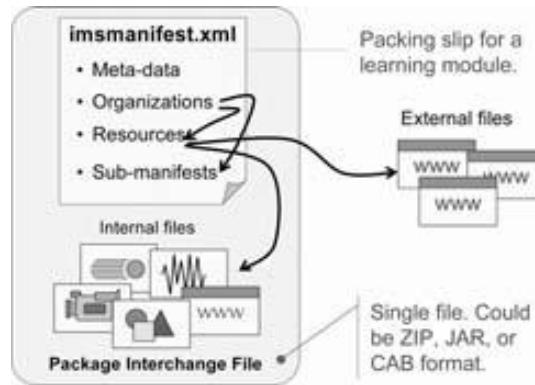 imsmanifest.xml
• Meta-data
• Organizations
• Resources
• Sub-manifests
Packing slip for a
learning module.
External files
WWW
WWW
WWW
Internal files
WWW
Package Interchange File
Single file. Could
be ZIP, JAR, or
CAB format.